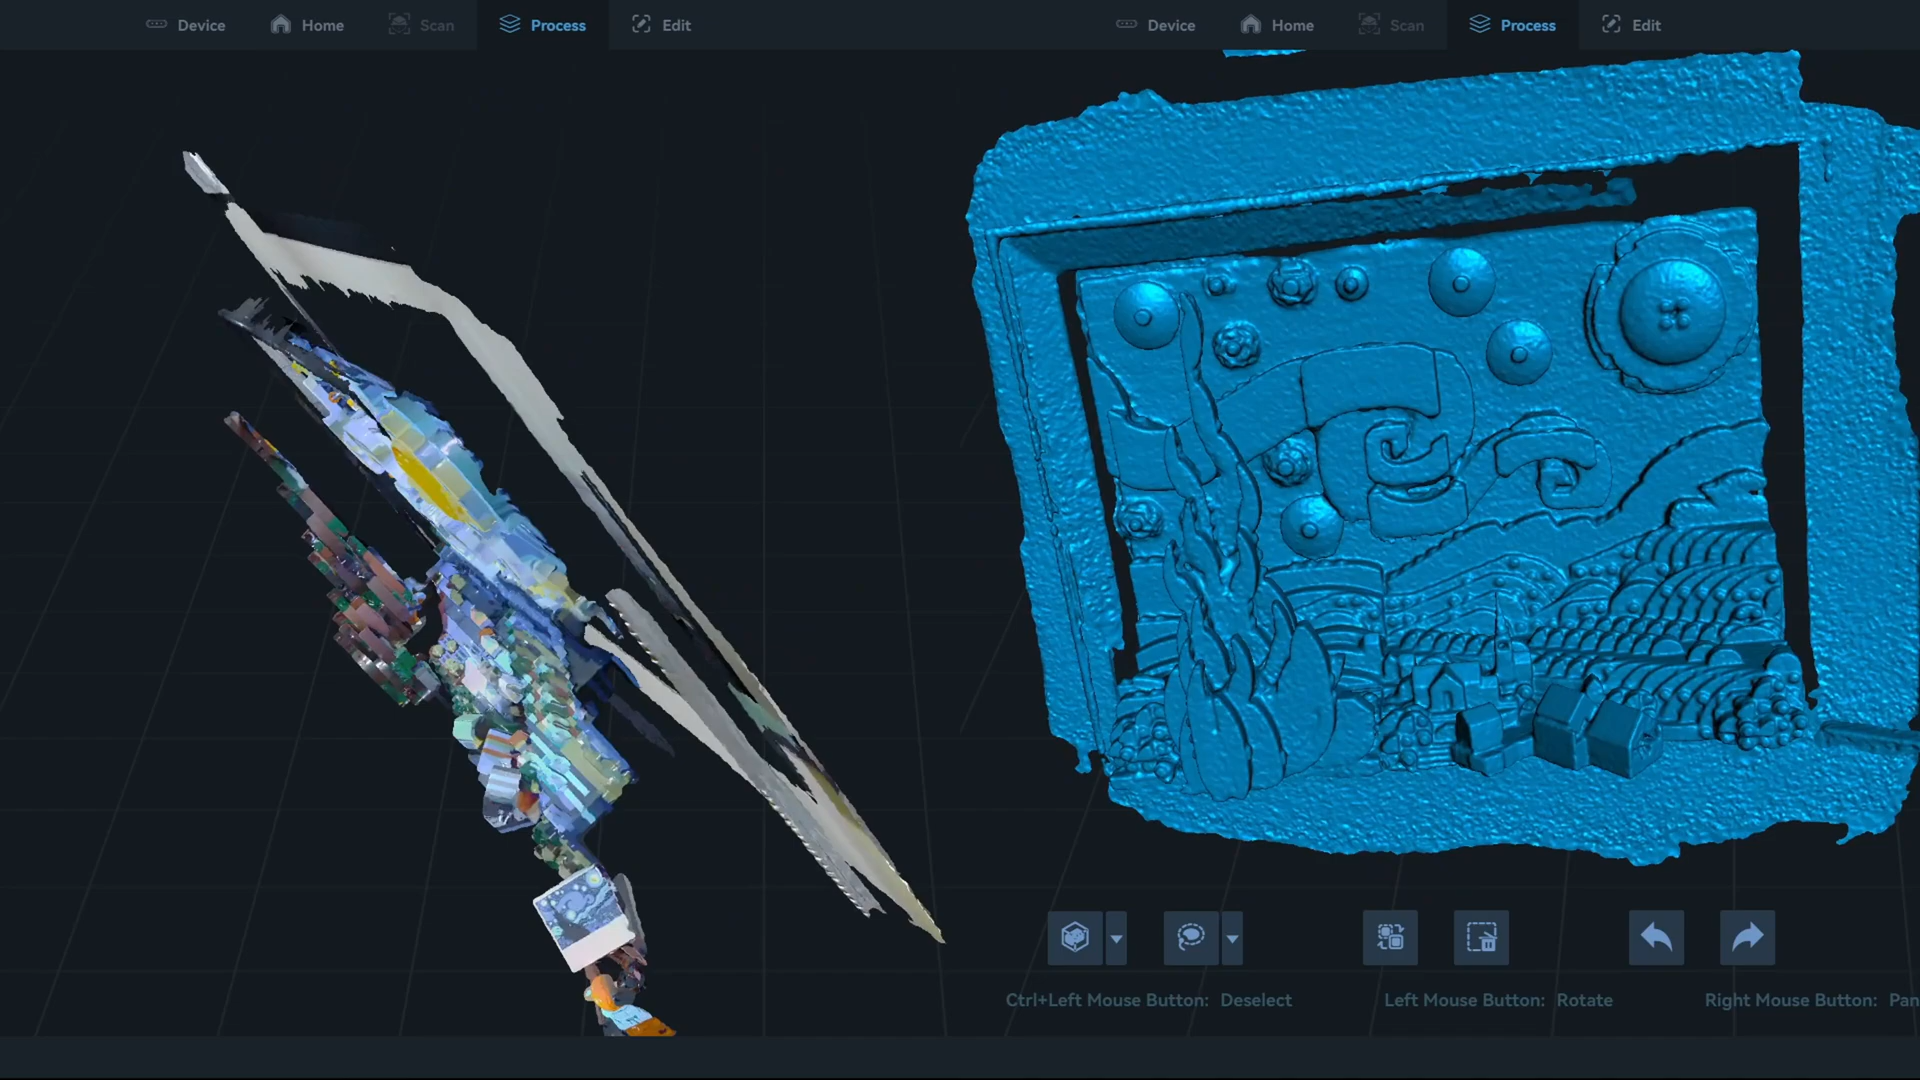 Device Home Scan Process Edit
Device Home Scan Process Edit
Ctrl+Left Mouse Button: Deselect Left Mouse Button: Rotate Right Mouse Button: Pan